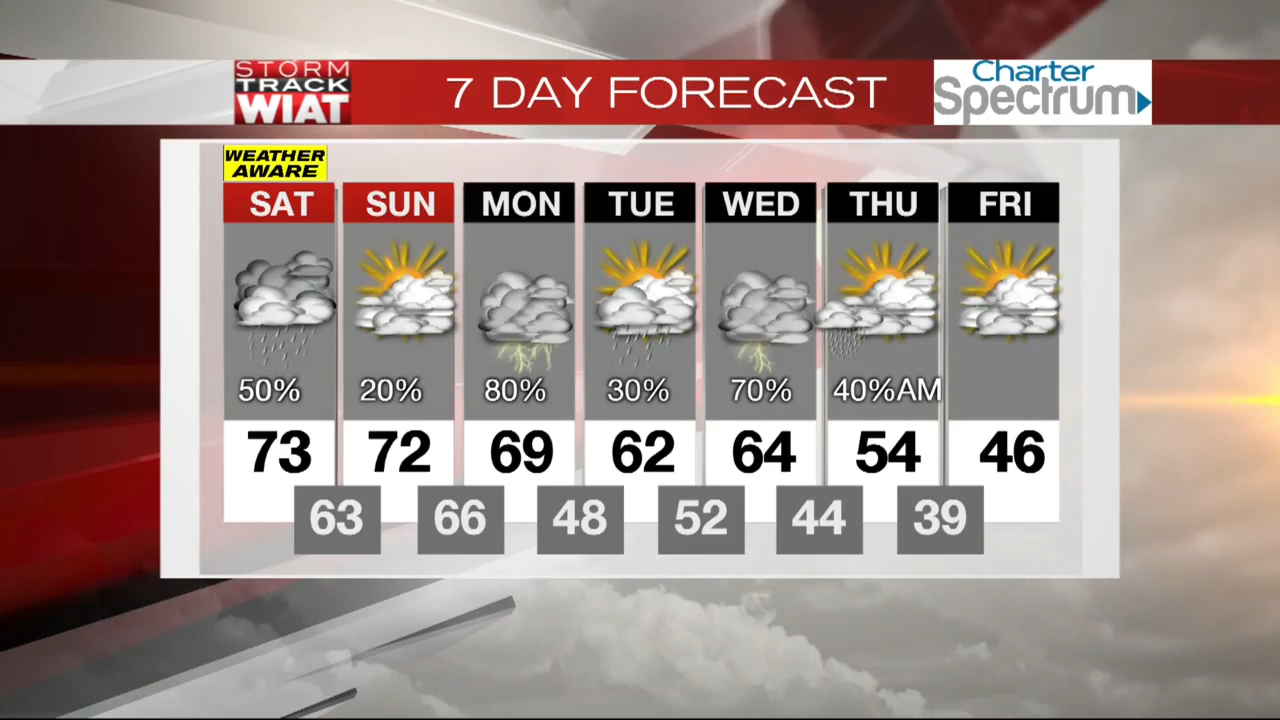 STORM
TRACK
WIAT
7 DAY FORECAST
Charter
Spectrum
WEATHER
AWARE
SAT SUN MON TUE WED THU FRI
50% 20% 80% 30% 70% 40%AM
73 72 69 62 64 54 46
63 66 48 52 44 39